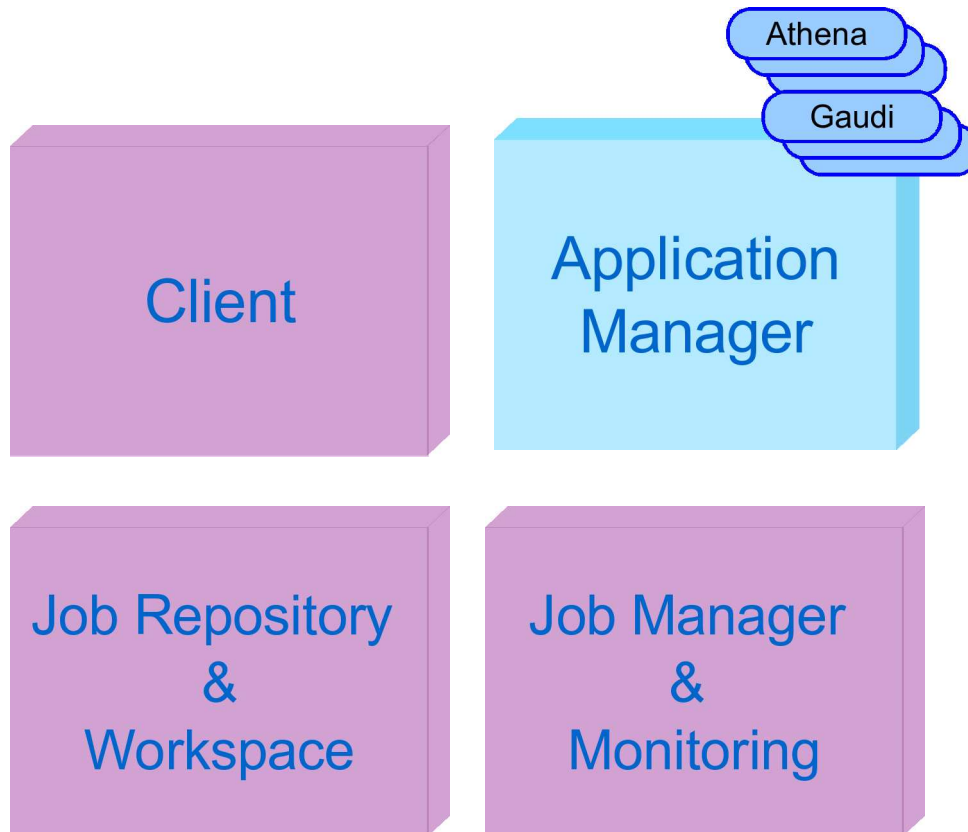 Athena
Gaudi
Client
Application
Manager
Job Repository
&
Workspace
Job Manager
&
Monitoring